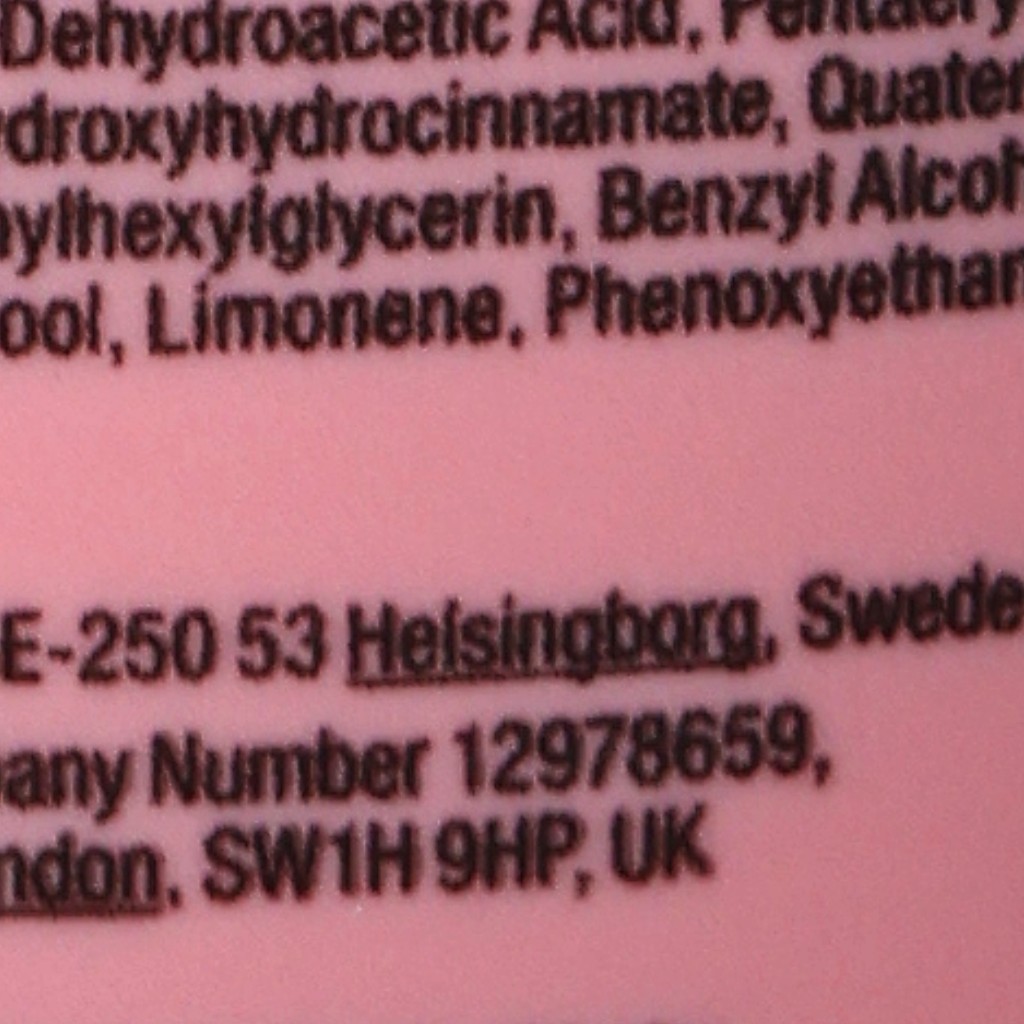 Dehydroacetic Acid, Pentaery
droxyhydrocinnamate, Quater
ylhexylglycerin, Benzyl Alcoh
ool, Limonene, Phenoxyethan
E-250 53 Helsingborg, Swede
any Number 12978659,
ndon, SW1H 9HP, UK